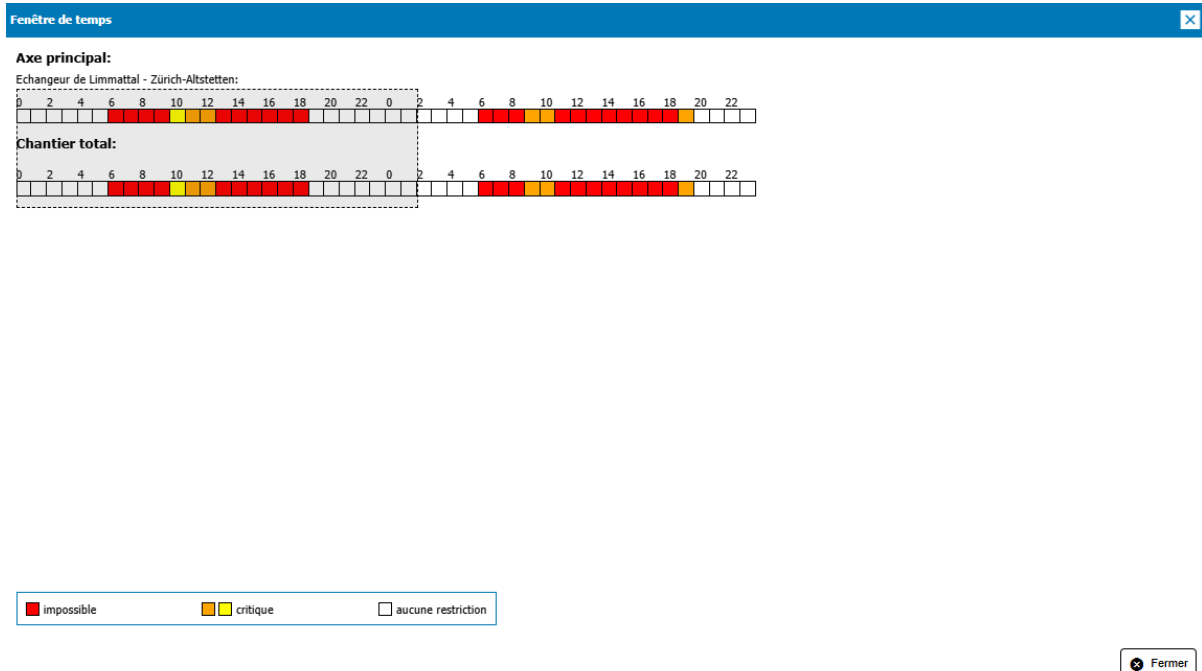 Fenêtre de temps
Axe principal:
Echangeur de Limmattal - Zürich-Altstetten:
0 2 4 6 8 10 12 14 16 18 20 22 0 2 4 6 8 10 12 14 16 18 20 22
Chantier total:
0 2 4 6 8 10 12 14 16 18 20 22 0 2 4 6 8 10 12 14 16 18 20 22
impossible critique aucune restriction
Fermer